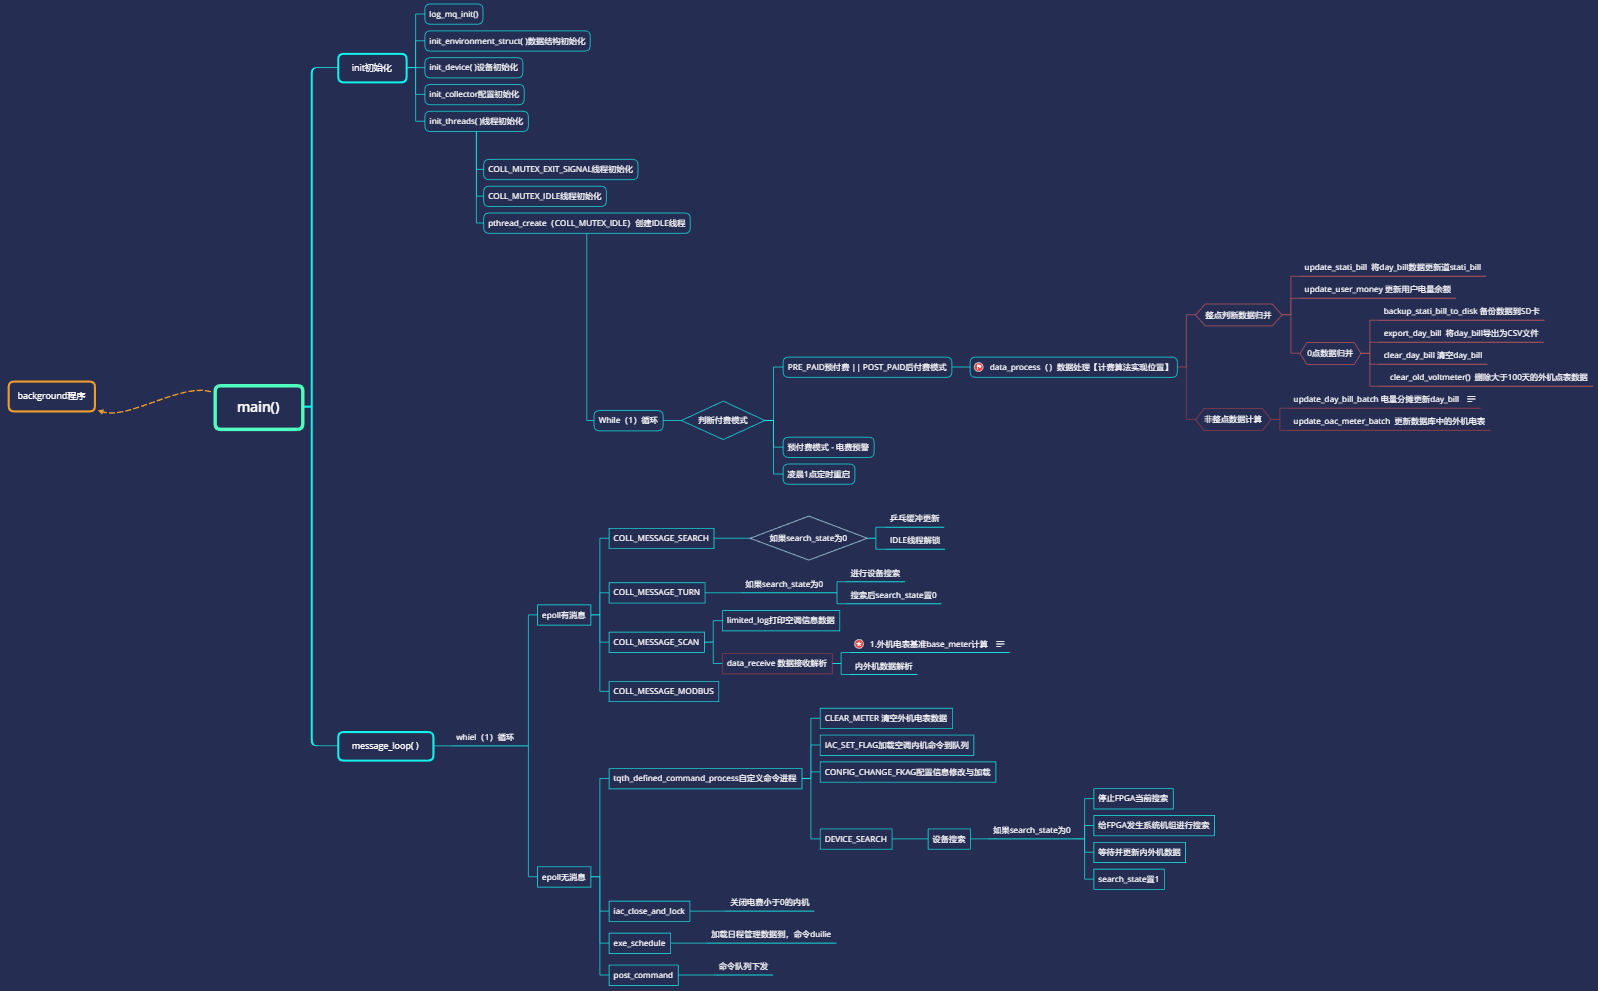 log_mq_init()
init_environment_struct( )数据结构初始化
init初始化
init_device( )设备初始化
init_collector配置初始化
init_threads( )线程初始化
COLL_MUTEX_EXIT_SIGNAL线程初始化
COLL_MUTEX_IDLE线程初始化
pthread_create（COLL_MUTEX_IDLE）创建IDLE线程
update_stati_bill 将day_bill数据更新道stati_bill
update_user_money 更新用户电量余额
整点判断数据归并
backup_stati_bill_to_disk 备份数据到SD卡
export_day_bill 将day_bill导出为CSV文件
0点数据归并
clear_day_bill 清空day_bill
clear_old_voltmeter() 删除大于100天的外机点表数据
PRE_PAID预付费 || POST_PAID后付费模式
data_process（）数据处理【计费算法实现位置】
update_day_bill_batch 电量分摊更新day_bill
非整点数据计算
update_oac_meter_batch 更新数据库中的外机电表
background程序
main()
While（1）循环
判断付费模式
预付费模式 - 电费预警
凌晨1点定时重启
COLL_MESSAGE_SEARCH
如果search_state为0
乒乓缓冲更新
IDLE线程解锁
COLL_MESSAGE_TURN
如果search_state为0
进行设备搜索
搜索后search_state置0
epoll有消息
limited_log打印空调信息数据
COLL_MESSAGE_SCAN
data_receive 数据接收解析
1.外机电表基准base_meter计算
内外机数据解析
COLL_MESSAGE_MODBUS
message_loop( )
whiel（1）循环
CLEAR_METER 清空外机电表数据
IAC_SET_FLAG加载空调内机命令到队列
CONFIG_CHANGE_FKAG配置信息修改与加载
tqth_defined_command_process自定义命令进程
DEVICE_SEARCH
设备搜索
如果search_state为0
停止FPGA当前搜索
给FPGA发生系统机组进行搜索
等待并更新内外机数据
search_state置1
epoll无消息
iac_close_and_lock
关闭电费小于0的内机
exe_schedule
加载日程管理数据到，命令duilie
post_command
命令队列下发